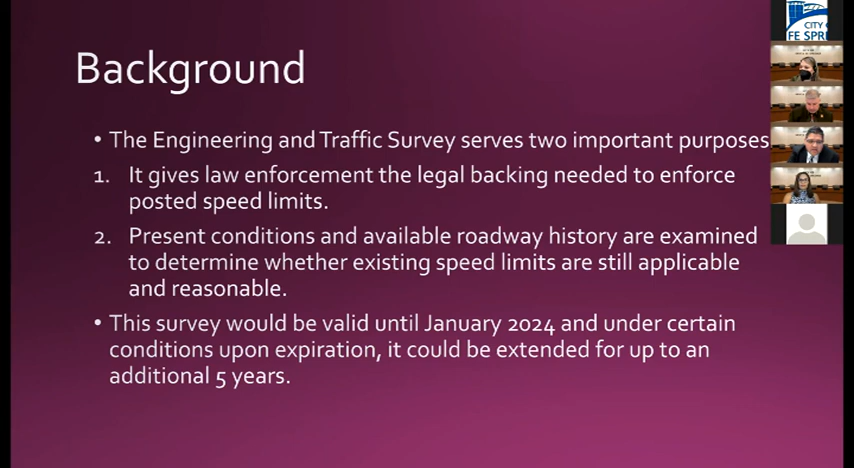 CITY
FE SPRI
Background
• The Engineering and Traffic Survey serves two important purposes
1. It gives law enforcement the legal backing needed to enforce
posted speed limits.
2. Present conditions and available roadway history are examined
to determine whether existing speed limits are still applicable
and reasonable.
• This survey would be valid until January 2024 and under certain
conditions upon expiration, it could be extended for up to an
additional 5 years.